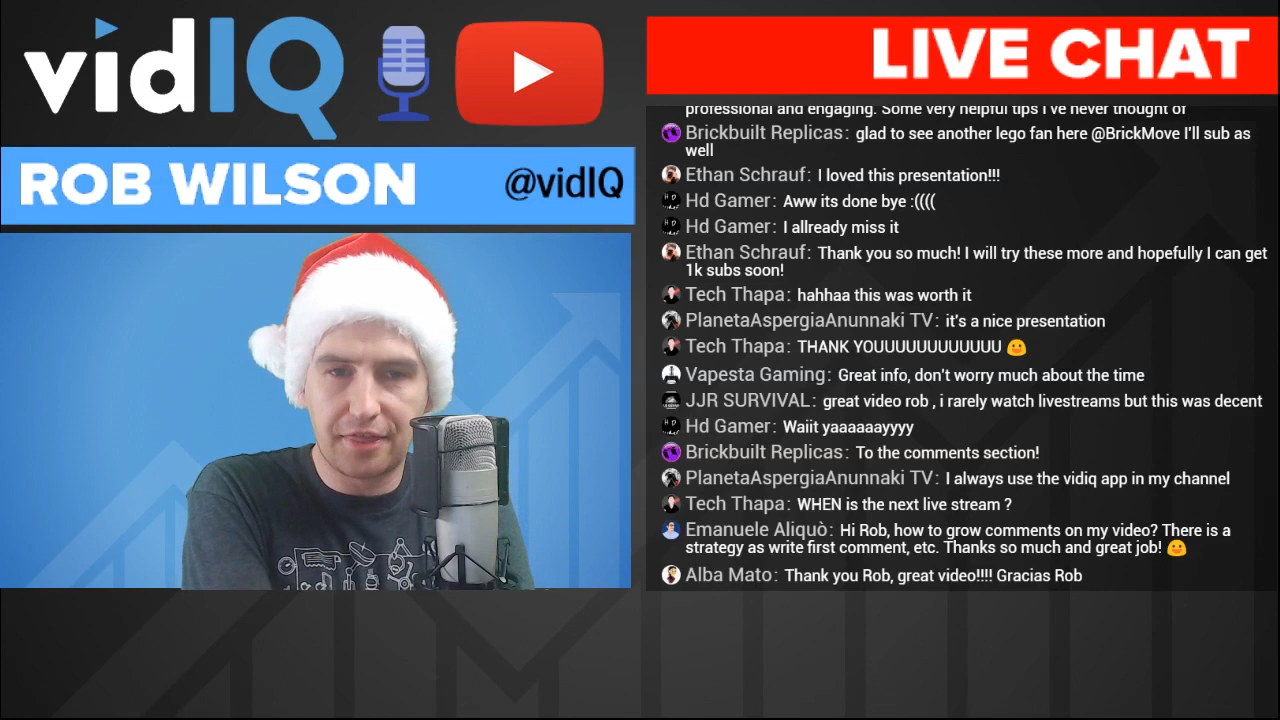 vidIQ
ROB WILSON
@vidIQ
LIVE CHAT
professional and engaging. Some very helpful tips I've never thought of
Brickbuilt Replicas: glad to see another lego fan here @BrickMove I'll sub as
well
Ethan Schrauf: I loved this presentation!!!
Hd Gamer: Aww its done bye :((((
Hd Gamer: I allready miss it
Ethan Schrauf: Thank you so much! I will try these more and hopefully I can get
1k subs soon!
Tech Thapa: hahhaa this was worth it
PlanetaAspergiaAnunnaki TV: it's a nice presentation
Tech Thapa: THANK YOUUUUUUUUUUUU
Vapesta Gaming: Great info, don't worry much about the time
JJR SURVIVAL: great video rob , i rarely watch livestreams but this was decent
Hd Gamer: Waiit yaaaaaayyyy
Brickbuilt Replicas: To the comments section!
PlanetaAspergiaAnunnaki TV: I always use the vidiq app in my channel
Tech Thapa: WHEN is the next live stream ?
Emanuele Aliquò: Hi Rob, how to grow comments on my video? There is a
strategy as write first comment, etc. Thanks so much and great job!
Alba Mato: Thank you Rob, great video!!!! Gracias Rob